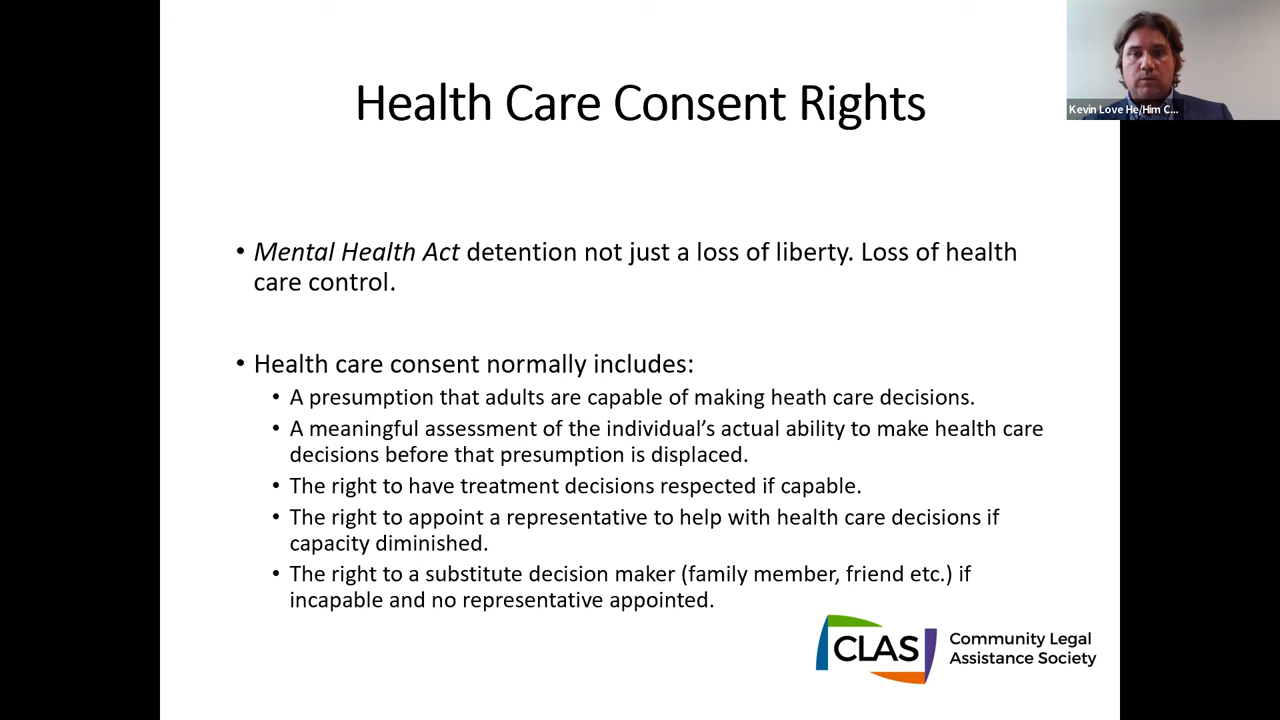 Health Care Consent Rights
Kevin Love He/Him C...
• Mental Health Act detention not just a loss of liberty. Loss of health
care control.
• Health care consent normally includes:
• A presumption that adults are capable of making heath care decisions.
• A meaningful assessment of the individual’s actual ability to make health care
decisions before that presumption is displaced.
• The right to have treatment decisions respected if capable.
• The right to appoint a representative to help with health care decisions if
capacity diminished.
• The right to a substitute decision maker (family member, friend etc.) if
incapable and no representative appointed.
CLAS
Community Legal
Assistance Society